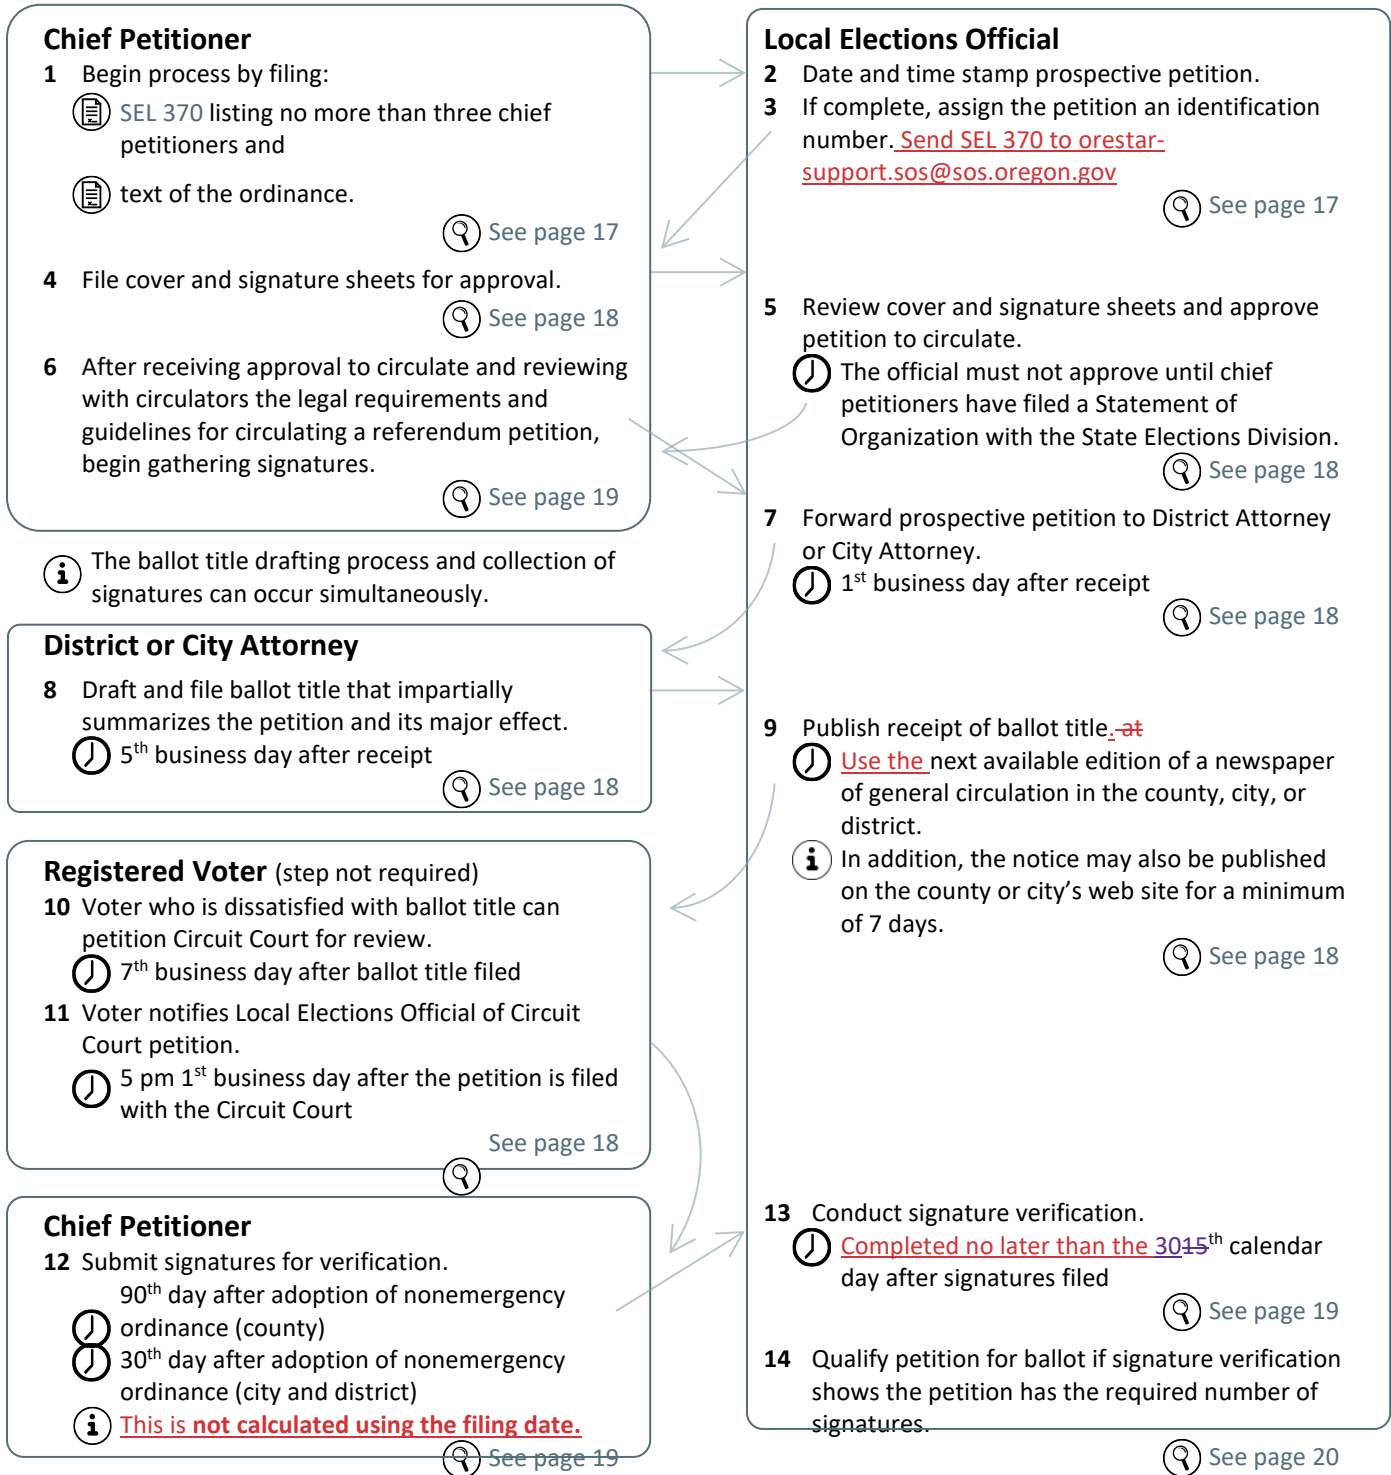 Chief Petitioner
1 Begin process by filing:
SEL 370 listing no more than three chief
petitioners and
text of the ordinance.
See page 17
4 File cover and signature sheets for approval.
See page 18
6 After receiving approval to circulate and reviewing
with circulators the legal requirements and
guidelines for circulating a referendum petition,
begin gathering signatures.
See page 19
The ballot title drafting process and collection of
signatures can occur simultaneously.
District or City Attorney
8 Draft and file ballot title that impartially
summarizes the petition and its major effect.
5th business day after receipt
See page 18
Registered Voter (step not required)
10 Voter who is dissatisfied with ballot title can
petition Circuit Court for review.
7th business day after ballot title filed
11 Voter notifies Local Elections Official of Circuit
Court petition.
5 pm 1st business day after the petition is filed
with the Circuit Court
See page 18
Chief Petitioner
12 Submit signatures for verification.
90th day after adoption of nonemergency
ordinance (county)
30th day after adoption of nonemergency
ordinance (city and district)
This is not calculated using the filing date.
See page 19
Local Elections Official
2 Date and time stamp prospective petition.
3 If complete, assign the petition an identification
number. Send SEL 370 to orestar-
support.sos@sos.oregon.gov
See page 17
5 Review cover and signature sheets and approve
petition to circulate.
The official must not approve until chief
petitioners have filed a Statement of
Organization with the State Elections Division.
See page 18
7 Forward prospective petition to District Attorney
or City Attorney.
1st business day after receipt
See page 18
9 Publish receipt of ballot title. at
Use the next available edition of a newspaper
of general circulation in the county, city, or
district.
In addition, the notice may also be published
on the county or city's web site for a minimum
of 7 days.
See page 18
13 Conduct signature verification.
Completed no later than the 3015th calendar
day after signatures filed
See page 19
14 Qualify petition for ballot if signature verification
shows the petition has the required number of
signatures.
See page 20